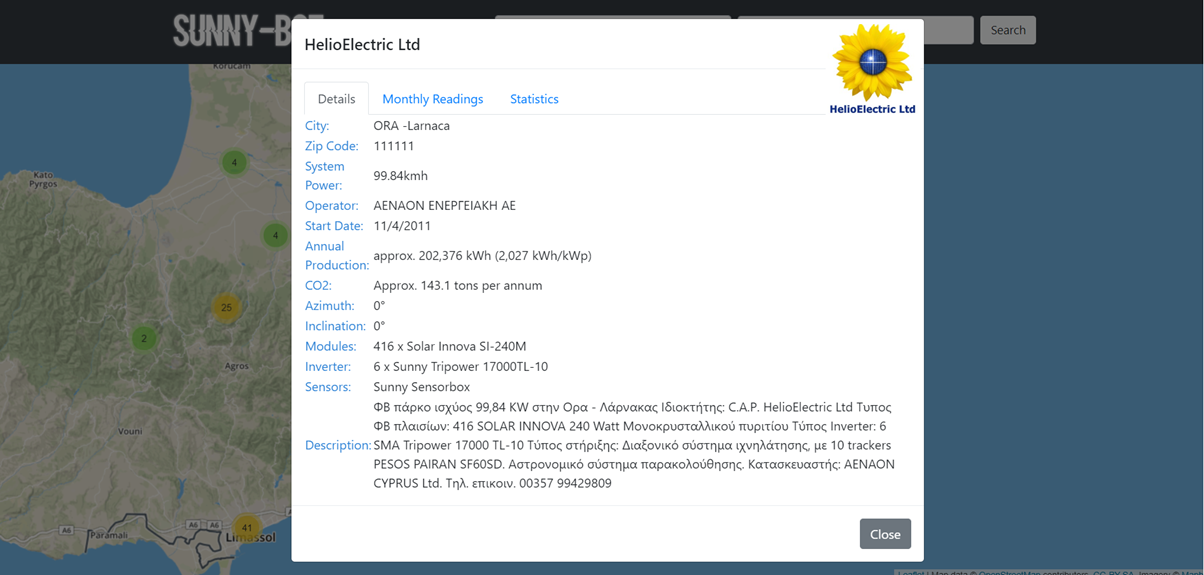 SUNNY-BOT
HelioElectric Ltd
HelioElectric Ltd
Search
Details
Monthly Readings
Statistics
City: ORA -Larnaca
Zip Code: 111111
System Power: 99.84kmh
Operator: ΑΕΝΑΟΝ ΕΝΕΡΓΕΙΑΚΗ ΑΕ
Start Date: 11/4/2011
Annual Production: approx. 202,376 kWh (2,027 kWh/kWp)
CO2: Approx. 143.1 tons per annum
Azimuth: 0°
Inclination: 0°
Modules: 416 x Solar Innova SI-240M
Inverter: 6 x Sunny Tripower 17000TL-10
Sensors: Sunny Sensorbox
ΦΒ πάρκο ισχύος 99,84 KW στην Ορα - Λάρνακας Ιδιοκτήτης: C.A.P. HelioElectric Ltd Τυπος
ΦΒ πλαισίων: 416 SOLAR INNOVA 240 Watt Μονοκρυσταλλικού πυριτίου Τύπος Inverter: 6
Description: SMA Tripower 17000 TL-10 Τύπος στήριξης: Διαξονικό σύστημα ιχνηλάτησης, με 10 trackers
PESOS PAIRAN SF60SD. Αστρονομικό σύστημα παρακολούθησης. Κατασκευαστής: AENAON
CYPRUS Ltd. Τηλ. επικοιν. 00357 99429809
Close
Korucam
4
Kato
Pyrgos
4
25
2
Agros
Vouni
41
A6
A6
A6
A6
Paramali
Limassol
Leaflet | Map data © OpenStreetMap contributors, CC-BY-SA, Imagery ©